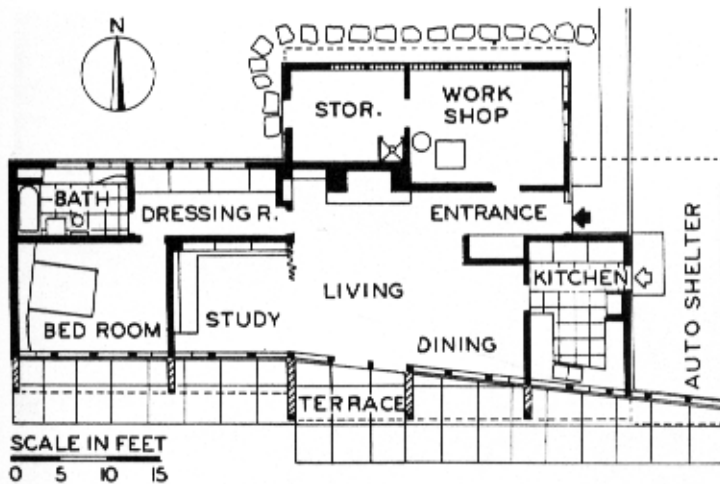 N
STOR.
WORK
SHOP
BATH
DRESSING R.
ENTRANCE
KITCHEN
LIVING
STUDY
BED ROOM
DINING
AUTO SHELTER
TERRACE
SCALE IN FEET
0 5 10 15